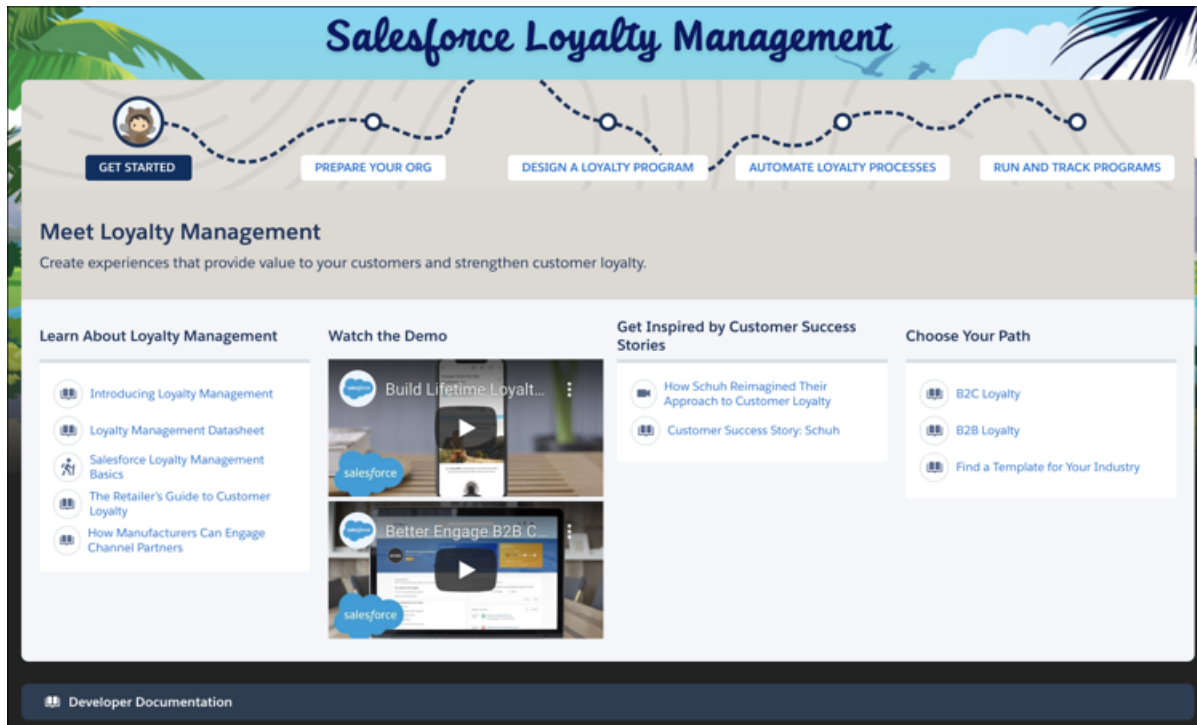 Salesforce Loyalty Management
GET STARTED
PREPARE YOUR ORG
DESIGN A LOYALTY PROGRAM
AUTOMATE LOYALTY PROCESSES
RUN AND TRACK PROGRAMS
Meet Loyalty Management
Create experiences that provide value to your customers and strengthen customer loyalty.
Learn About Loyalty Management
Introducing Loyalty Management
Loyalty Management Datasheet
Salesforce Loyalty Management
Basics
The Retailer's Guide to Customer
Loyalty
How Manufacturers Can Engage
Channel Partners
Watch the Demo
Build Lifetime Loyalt...
salesforce
Better Engage B2B C...
salesforce
Get Inspired by Customer Success
Stories
How Schuh Reimagined Their
Approach to Customer Loyalty
Customer Success Story: Schuh
Choose Your Path
B2C Loyalty
B2B Loyalty
Find a Template for Your Industry
Developer Documentation